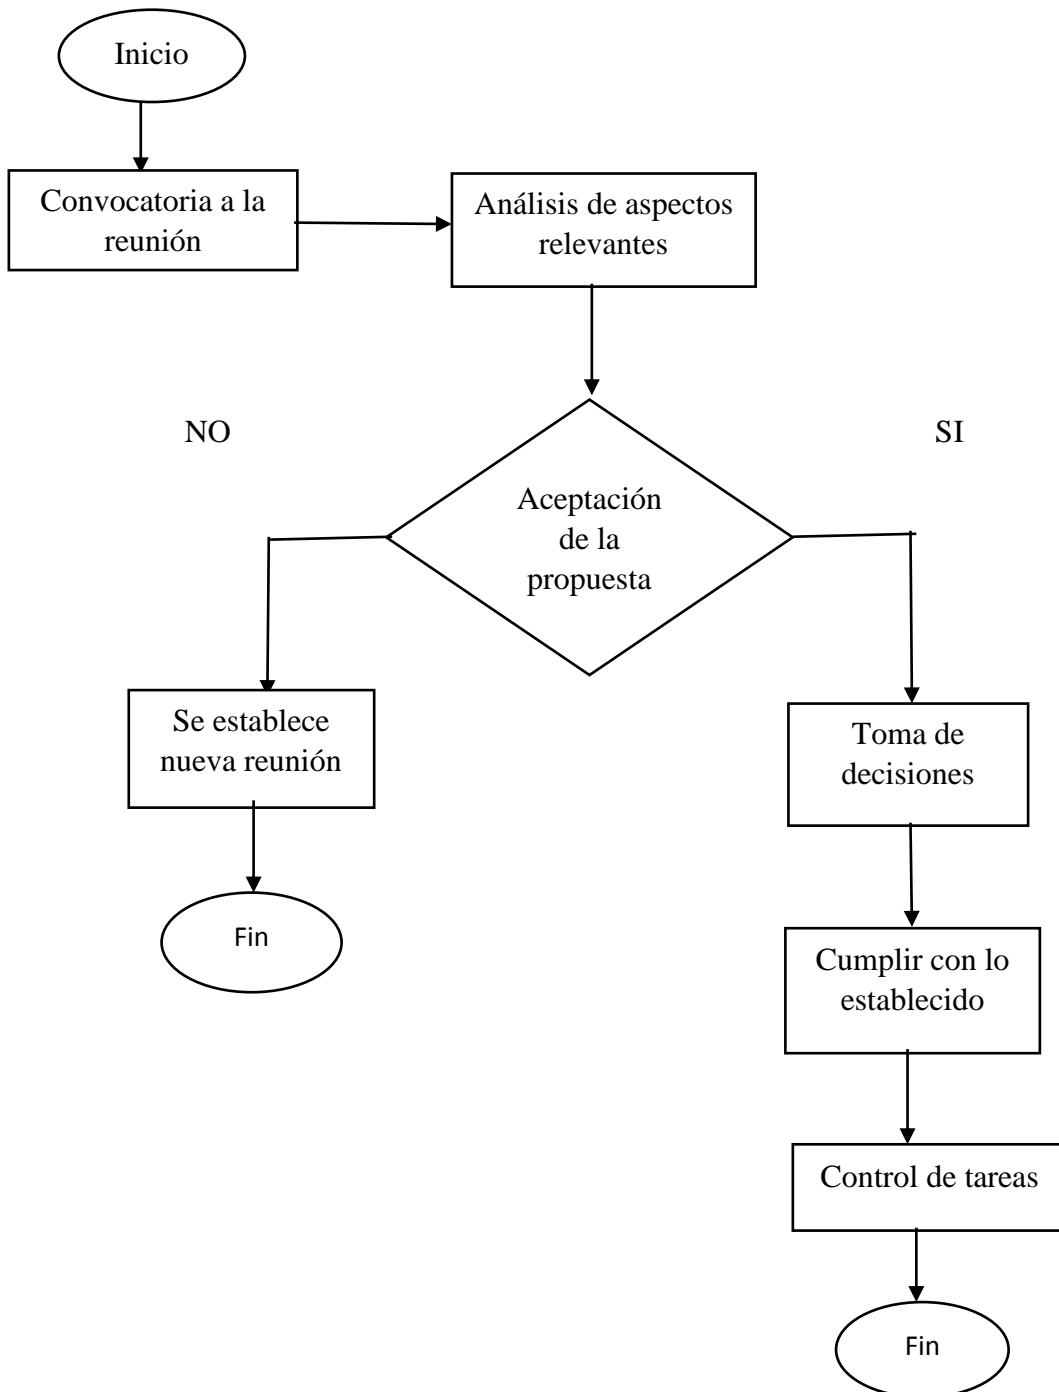 Inicio
Convocatoria a la
reunión
Análisis de aspectos
relevantes
NO
SI
Aceptación
de la
propuesta
Se establece
nueva reunión
Toma de
decisiones
Fin
Cumplir con lo
establecido
Control de tareas
Fin